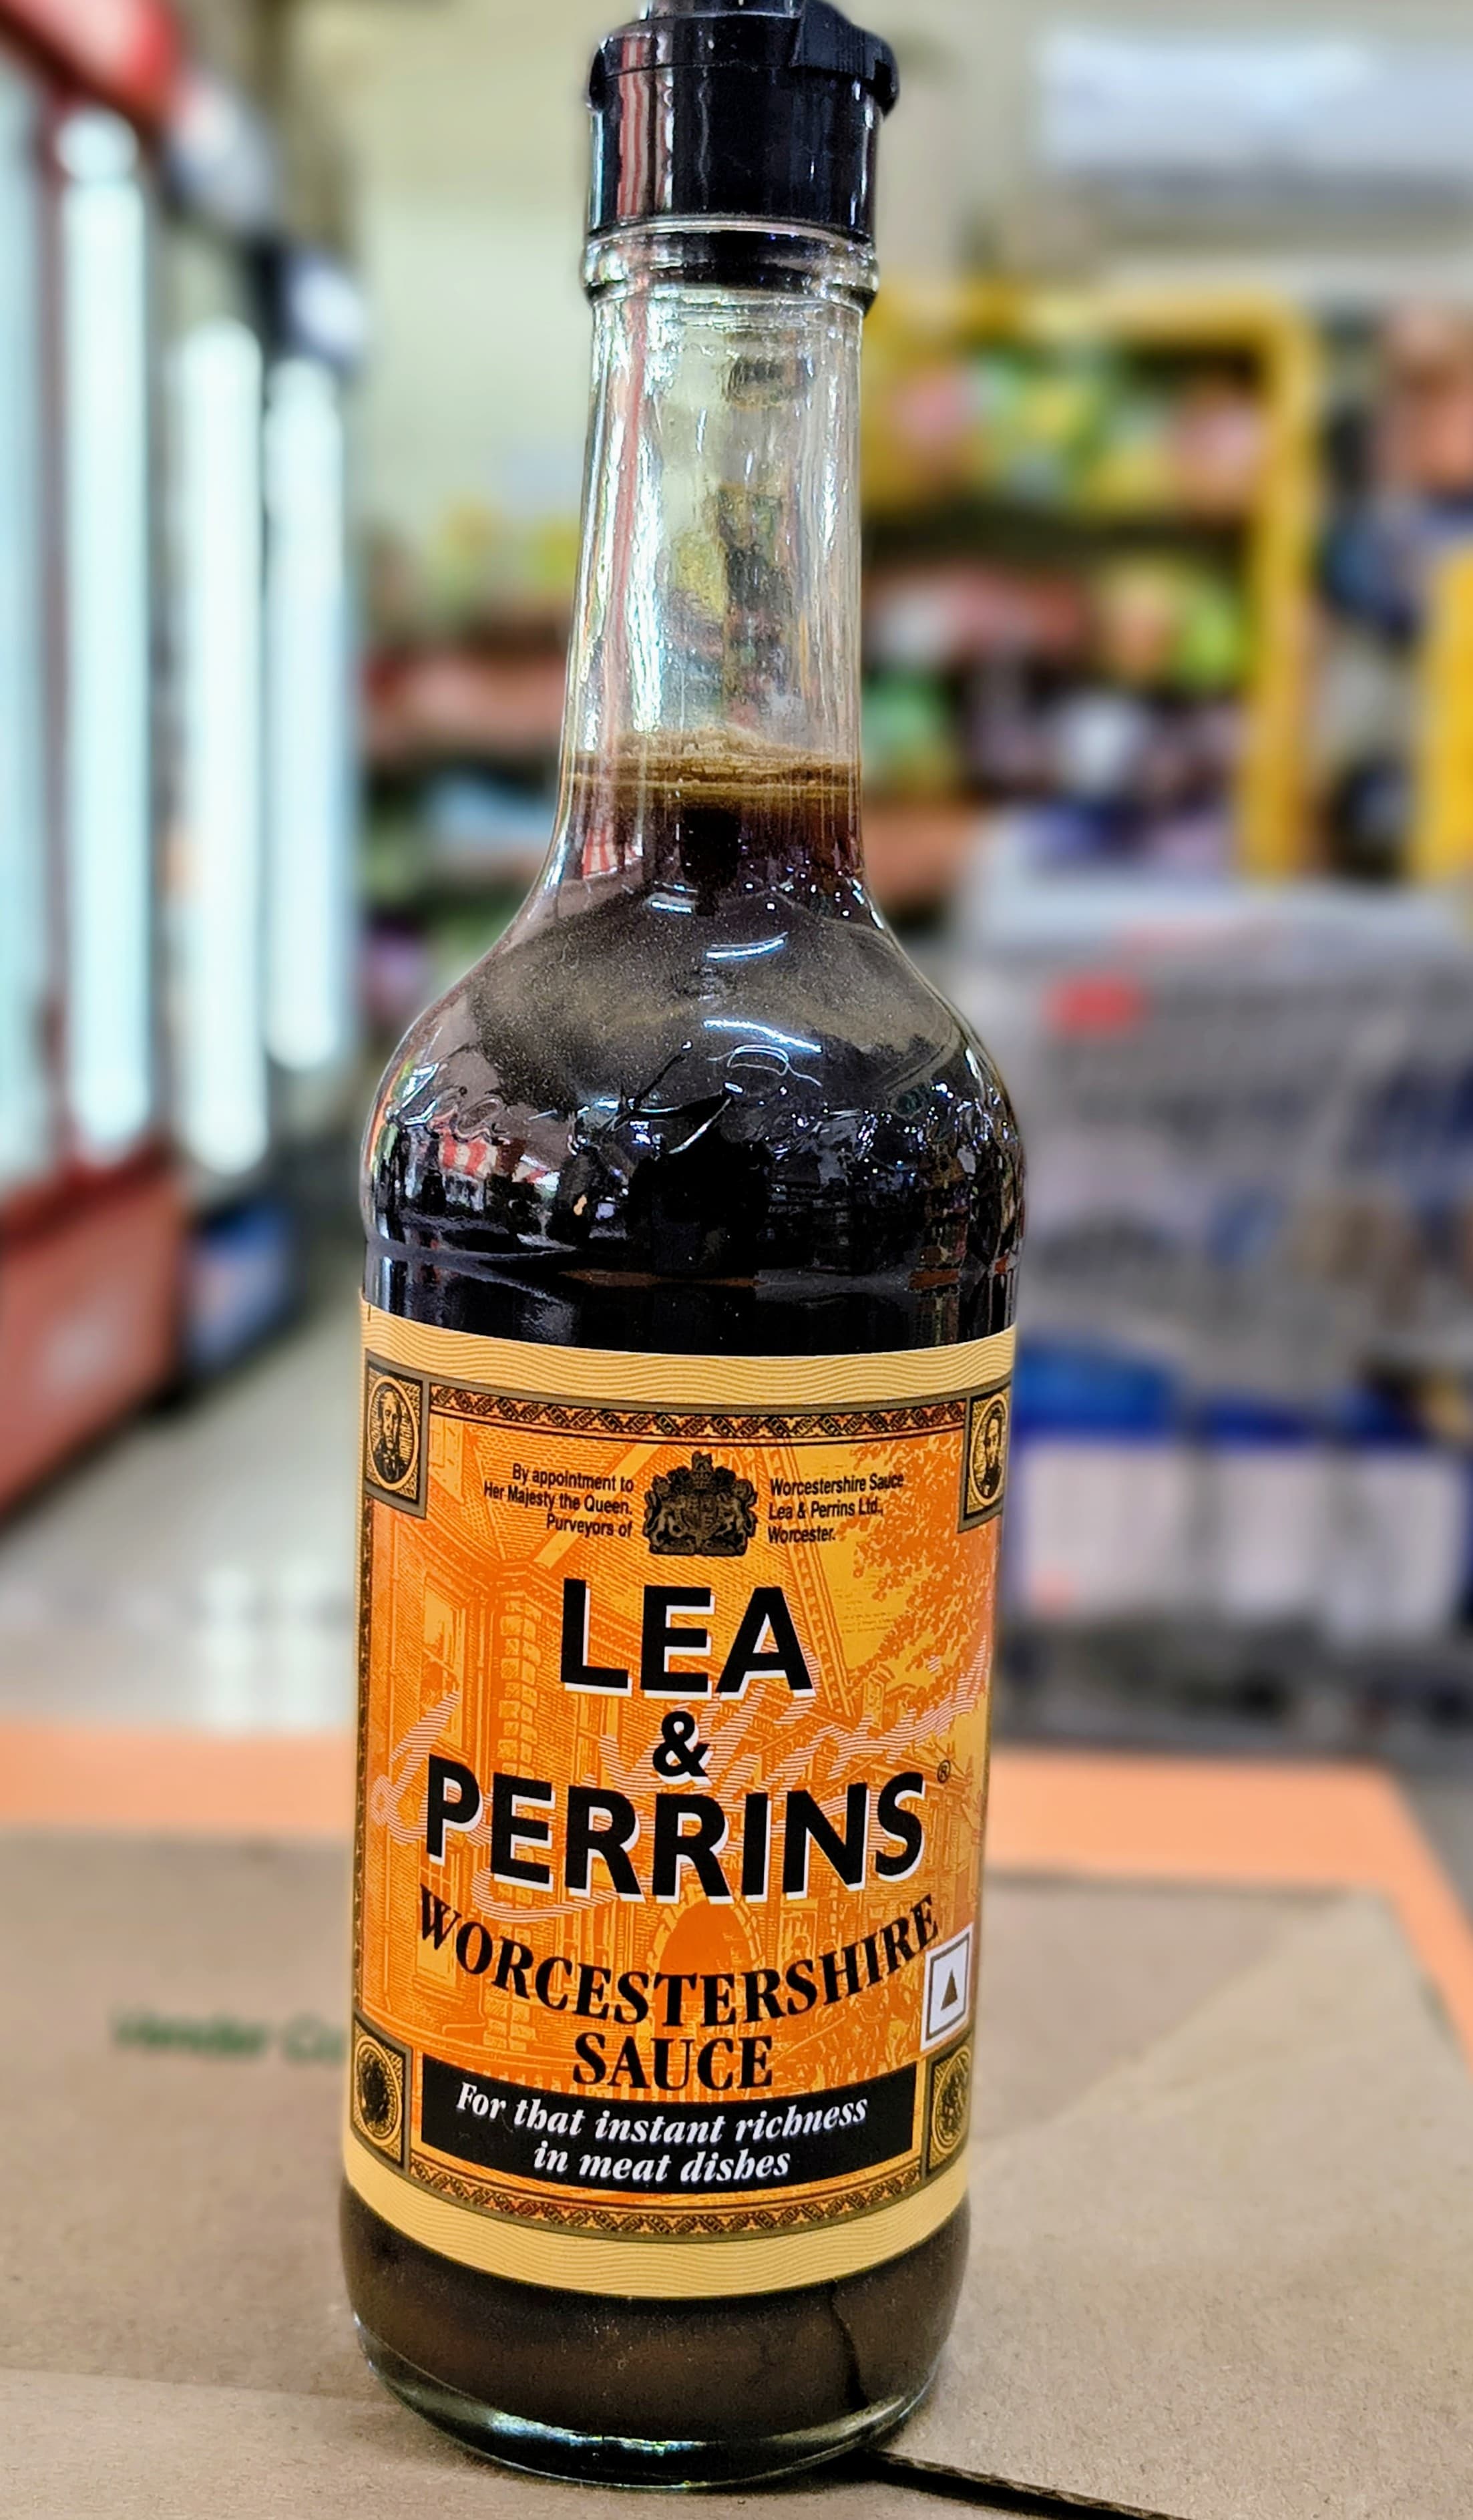 By appointment to
Her Majesty the Queen.
Purveyors of
Worcestershire Sauce
Lea & Perrins Ltd.,
Worcester.
LEA
&
PERRINS®
WORCESTERSHIRE
SAUCE
For that instant richness
in meat dishes